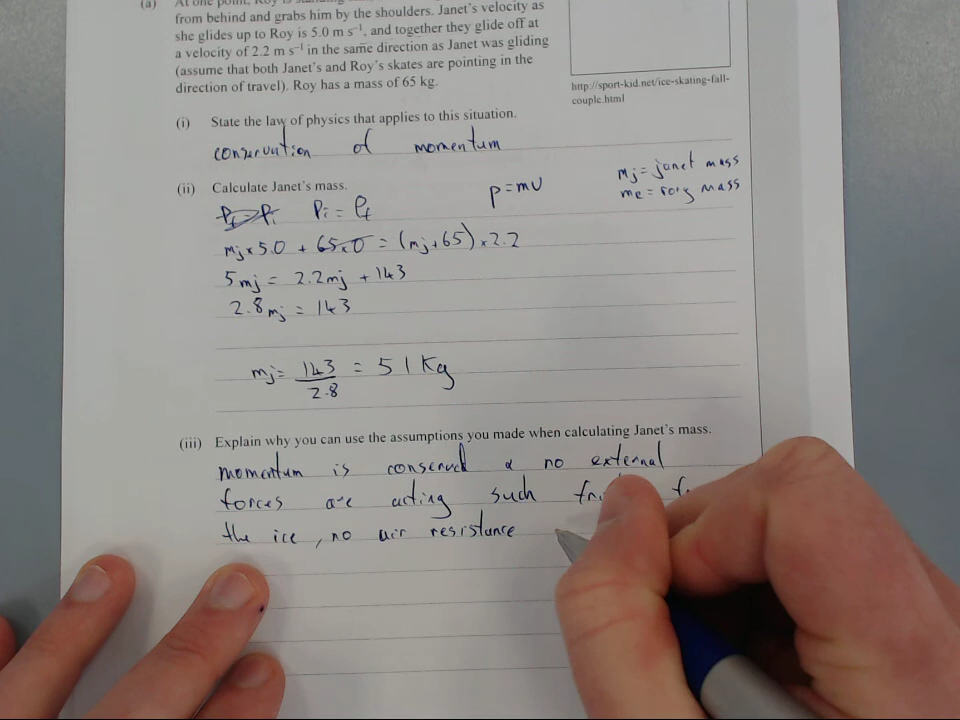 (a) At one point, Roy is standing
from behind and grabs him by the shoulders. Janet's velocity as
she glides up to Roy is 5.0 m s⁻¹, and together they glide off at
a velocity of 2.2 m s⁻¹ in the same direction as Janet was gliding
(assume that both Janet's and Roy's skates are pointing in the
direction of travel). Roy has a mass of 65 kg.
http://sport-kid.net/ice-skating-fall-
couple.html
(i) State the law of physics that applies to this situation.
conservation of momentum
(ii) Calculate Janet's mass.
p=mv
mj = janet mass
me = rorg mass
Pi = Pf
mj x 5.0 + 65x0 = (mj+65) x 2.2
5mj = 2.2mj + 143
2.8mj = 143
mj = 143/2.8 = 51 Kg
(iii) Explain why you can use the assumptions you made when calculating Janet's mass.
momentum is conserved & no external
forces are acting such
the ice, no air resistance